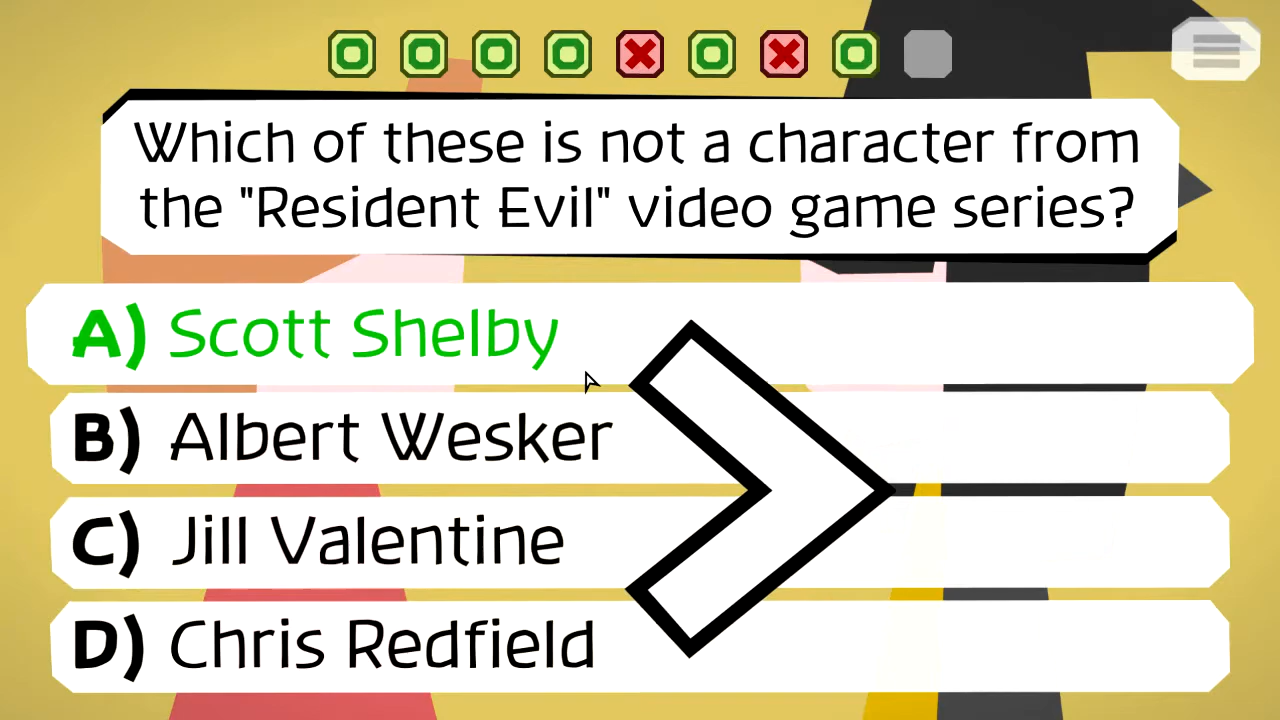 Which of these is not a character from
the "Resident Evil" video game series?
A) Scott Shelby
B) Albert Wesker
C) Jill Valentine
D) Chris Redfield